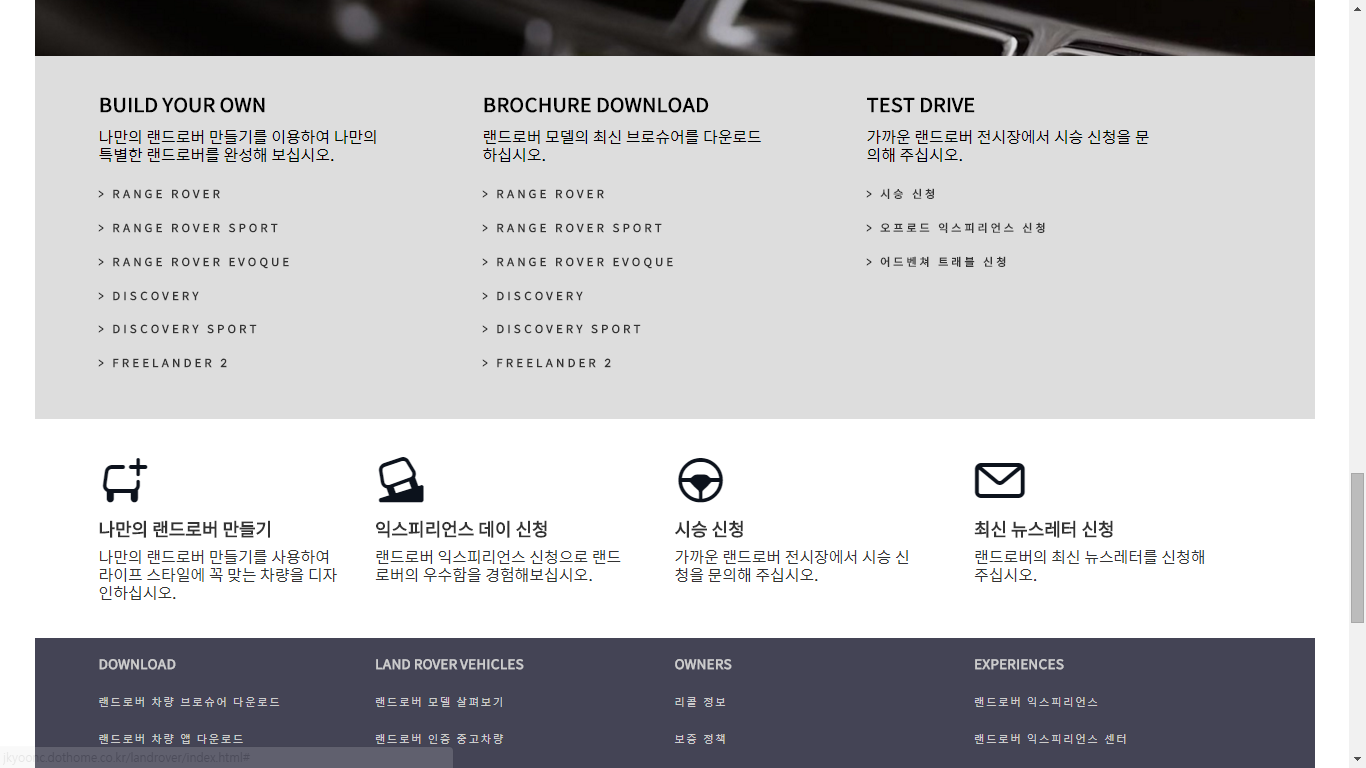 BUILD YOUR OWN
나만의 랜드로버 만들기를 이용하여 나만의
특별한 랜드로버를 완성해 보십시오.
> RANGE ROVER
> RANGE ROVER SPORT
> RANGE ROVER EVOQUE
> DISCOVERY
> DISCOVERY SPORT
> FREELANDER 2
BROCHURE DOWNLOAD
랜드로버 모델의 최신 브로슈어를 다운로드
하십시오.
> RANGE ROVER
> RANGE ROVER SPORT
> RANGE ROVER EVOQUE
> DISCOVERY
> DISCOVERY SPORT
> FREELANDER 2
TEST DRIVE
가까운 랜드로버 전시장에서 시승 신청을 문
의해 주십시오.
> 시승 신청
> 오프로드 익스피리언스 신청
> 어드벤쳐 트래블 신청
나만의 랜드로버 만들기
나만의 랜드로버 만들기를 사용하여
라이프 스타일에 꼭 맞는 차량을 디자
인하십시오.
익스피리언스 데이 신청
랜드로버 익스피리언스 신청으로 랜드
로버의 우수함을 경험해보십시오.
시승 신청
가까운 랜드로버 전시장에서 시승 신
청을 문의해 주십시오.
최신 뉴스레터 신청
랜드로버의 최신 뉴스레터를 신청해
주십시오.
DOWNLOAD
랜드로버 차량 브로슈어 다운로드
랜드로버 차량 앱 다운로드
LAND ROVER VEHICLES
랜드로버 모델 살펴보기
랜드로버 인증 중고차량
OWNERS
리콜 정보
보증 정책
EXPERIENCES
랜드로버 익스피리언스
랜드로버 익스피리언스 센터